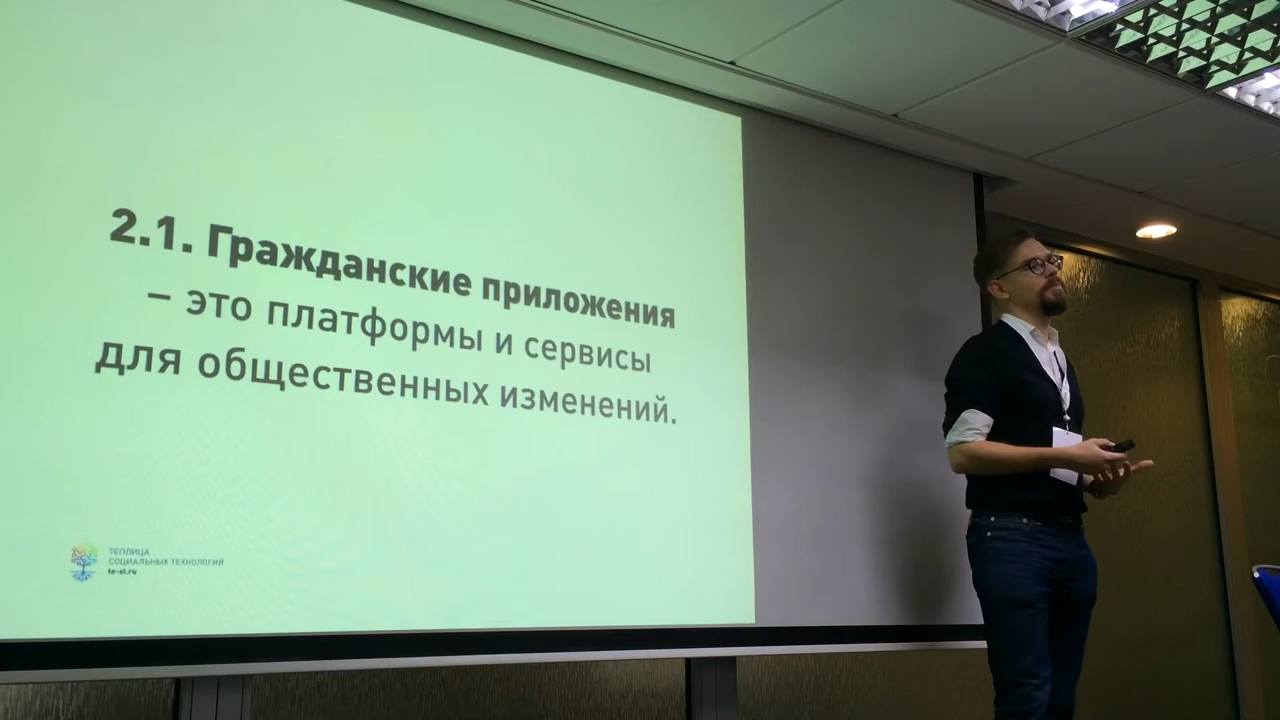 2.1. Гражданские приложения
– это платформы и сервисы
для общественных изменений.
ТЕПЛИЦА
СОЦИАЛЬНЫХ ТЕХНОЛОГИЙ
te-st.ru